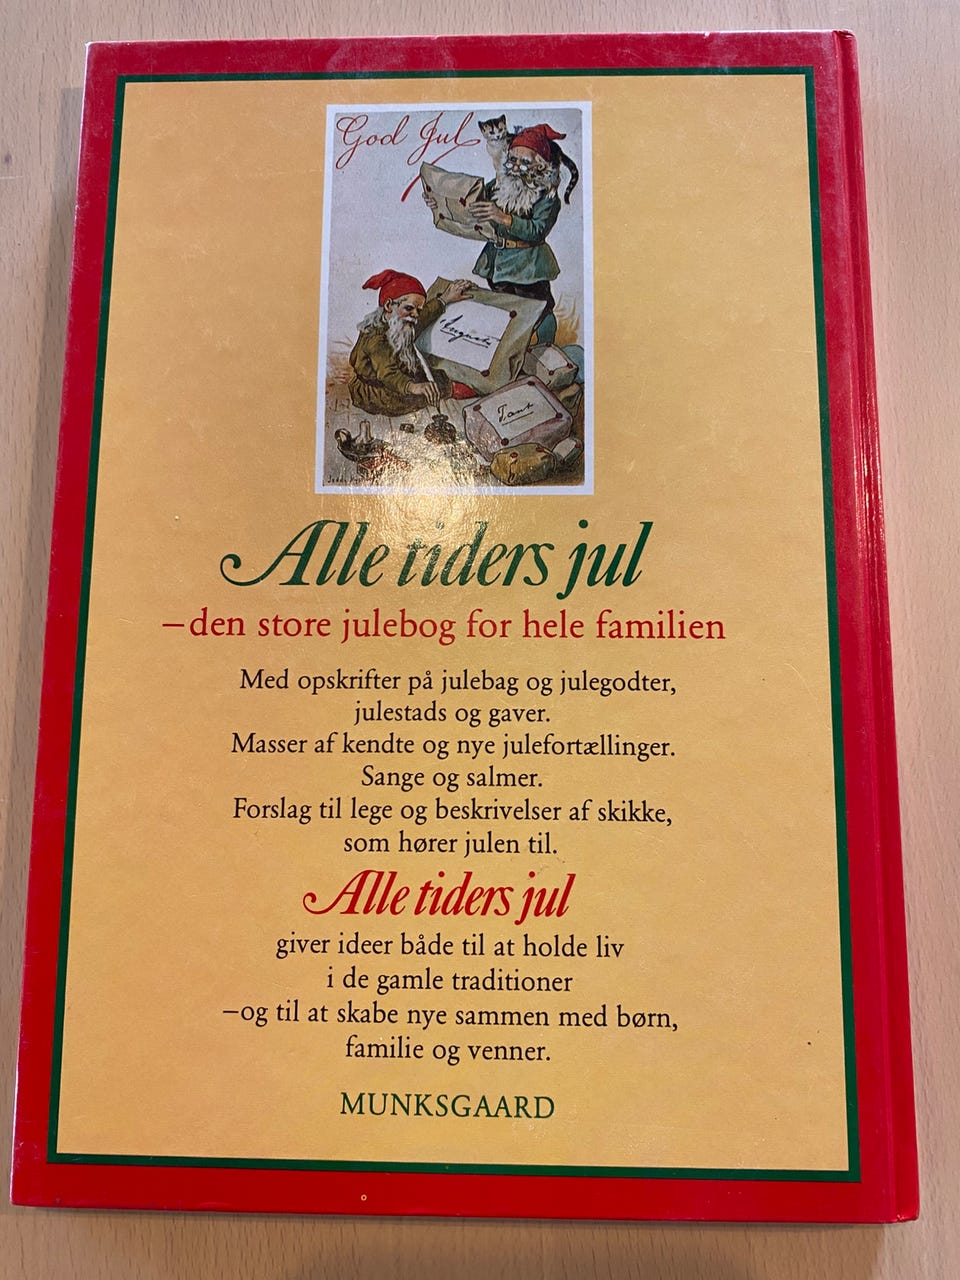 God Jul
Augusta
Tant
Alle tiders jul
–den store julebog for hele familien
Med opskrifter på julebag og julegodter,
julestads og gaver.
Masser af kendte og nye julefortællinger.
Sange og salmer.
Forslag til lege og beskrivelser af skikke,
som hører julen til.
Alle tiders jul
giver ideer både til at holde liv
i de gamle traditioner
–og til at skabe nye sammen med børn,
familie og venner.
MUNKSGAARD